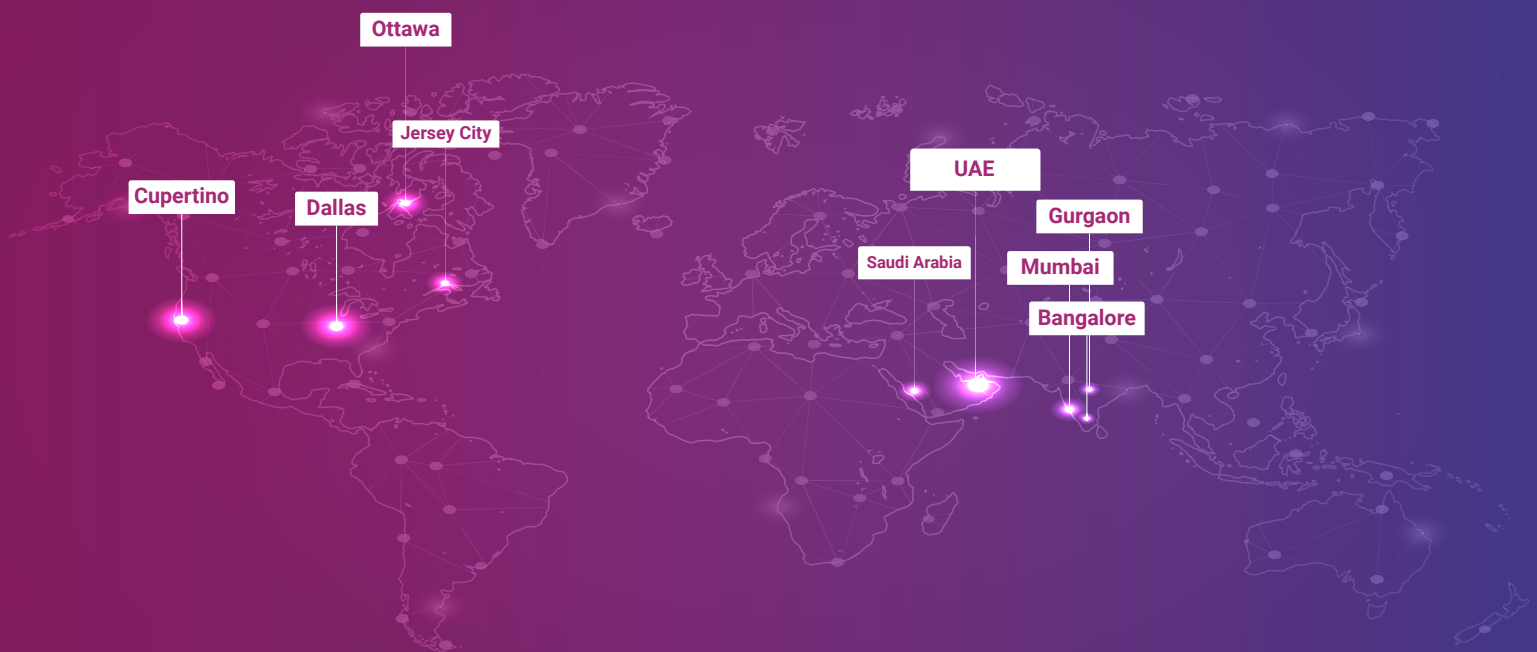 Ottawa
Jersey City
Cupertino
Dallas
UAE
Gurgaon
Saudi Arabia
Mumbai
Bangalore